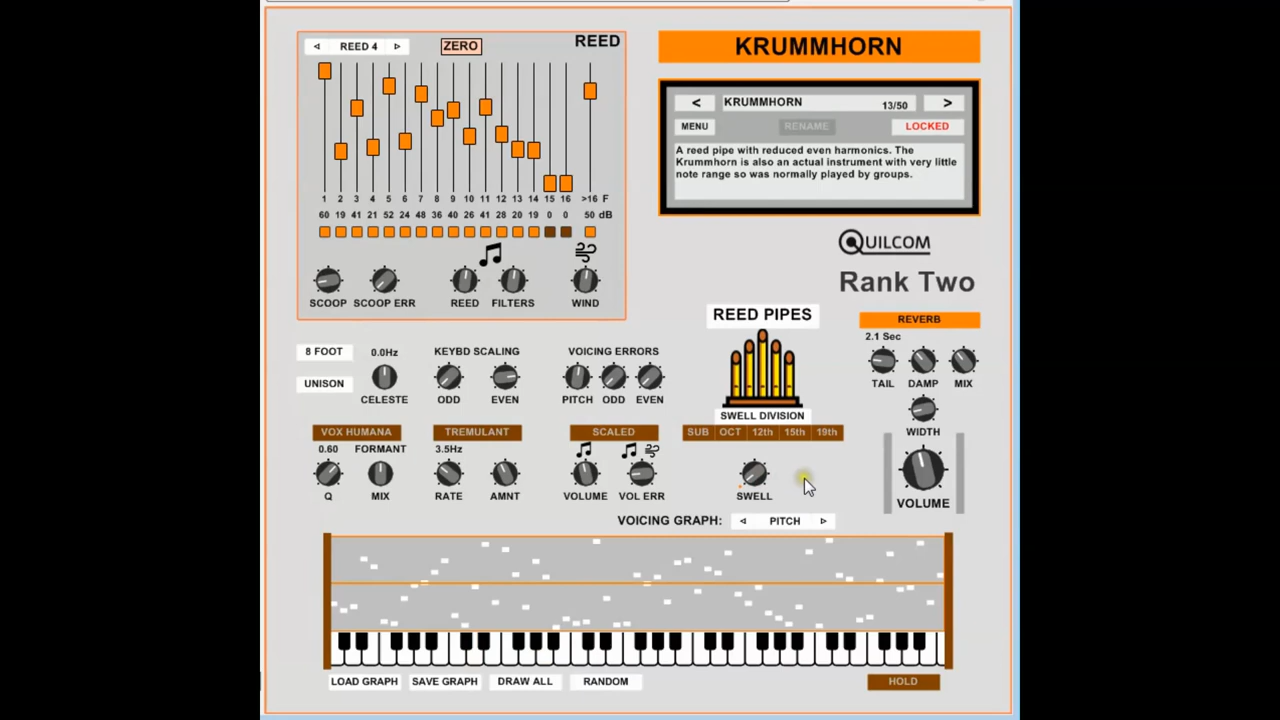 REED 4
ZERO
REED
1 2 3 4 5 6 7 8 9 10 11 12 13 14 15 16 >16 F
60 19 41 21 52 24 48 36 40 26 41 28 20 19 0 0 50 dB
SCOOP SCOOP ERR REED FILTERS WIND
KRUMMHORN
< KRUMMHORN 13/50 >
MENU RENAME LOCKED
A reed pipe with reduced even harmonics. The
Krummhorn is also an actual instrument with very little
note range so was normally played by groups.
QUILCOM
Rank Two
8 FOOT
UNISON
0.0Hz
CELESTE
KEYBD SCALING
ODD EVEN
VOICING ERRORS
PITCH ODD EVEN
REED PIPES
SWELL DIVISION
SUB OCT 12th 15th 19th
SWELL
REVERB
2.1 Sec
TAIL DAMP MIX
WIDTH
VOLUME
VOX HUMANA
0.60 FORMANT
Q MIX
TREMULANT
3.5Hz
RATE AMNT
SCALED
VOLUME VOL ERR
VOICING GRAPH: PITCH
LOAD GRAPH SAVE GRAPH DRAW ALL RANDOM HOLD